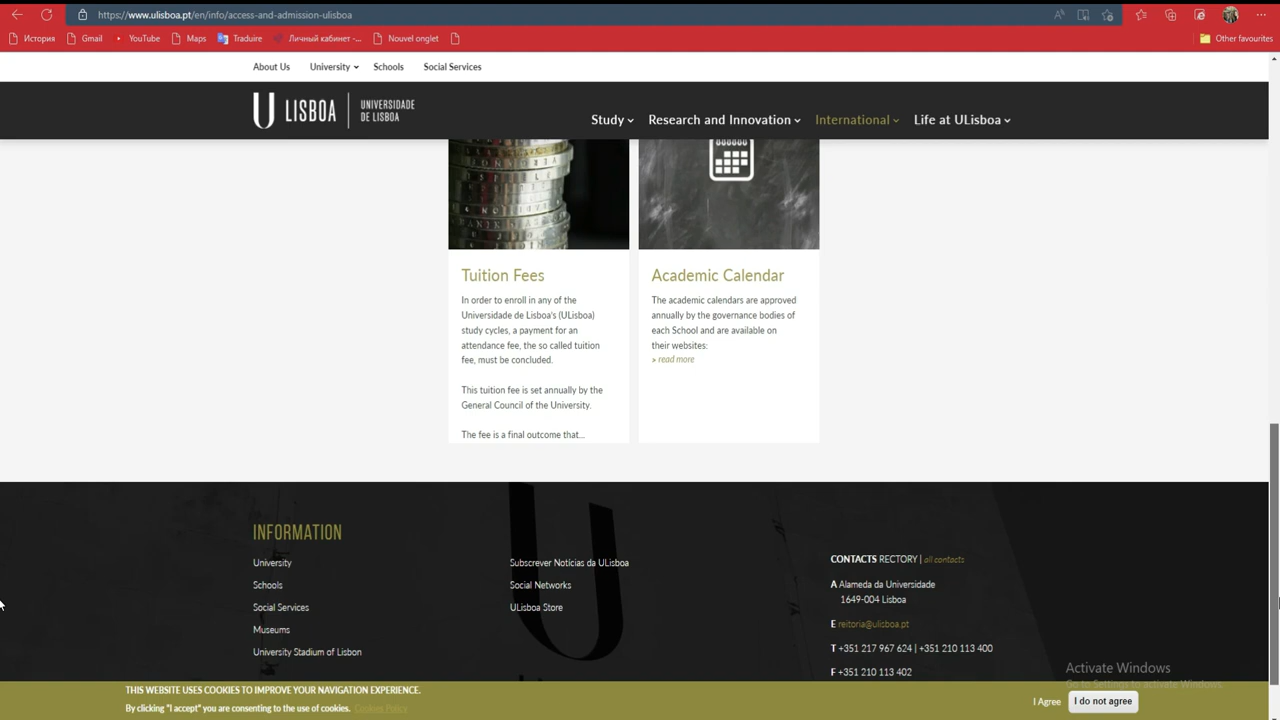 https://www.ulisboa.pt/en/info/access-and-admission-ulisboa
История Gmail YouTube Maps Traduire Личный кабинет -... Nouvel onglet Other favourites
About Us University Schools Social Services
U LISBOA | UNIVERSIDADE DE LISBOA
Study Research and Innovation International Life at ULisboa
Tuition Fees
In order to enroll in any of the
Universidade de Lisboa's (ULisboa)
study cycles, a payment for an
attendance fee, the so called tuition
fee, must be concluded.
This tuition fee is set annually by the
General Council of the University.
The fee is a final outcome that...
Academic Calendar
The academic calendars are approved
annually by the governance bodies of
each School and are available on
their websites:
» read more
INFORMATION
University
Schools
Social Services
Museums
University Stadium of Lisbon
Subscrever Notícias da ULisboa
Social Networks
ULisboa Store
CONTACTS RECTORY | all contacts
A Alameda da Universidade
1649-004 Lisboa
E reitoria@ulisboa.pt
T +351 217 967 624 | +351 210 113 400
F +351 210 113 402
Activate Windows
Go to Settings to activate Windows.
THIS WEBSITE USES COOKIES TO IMPROVE YOUR NAVIGATION EXPERIENCE.
By clicking "I accept" you are consenting to the use of cookies. Cookies Policy
I Agree I do not agree